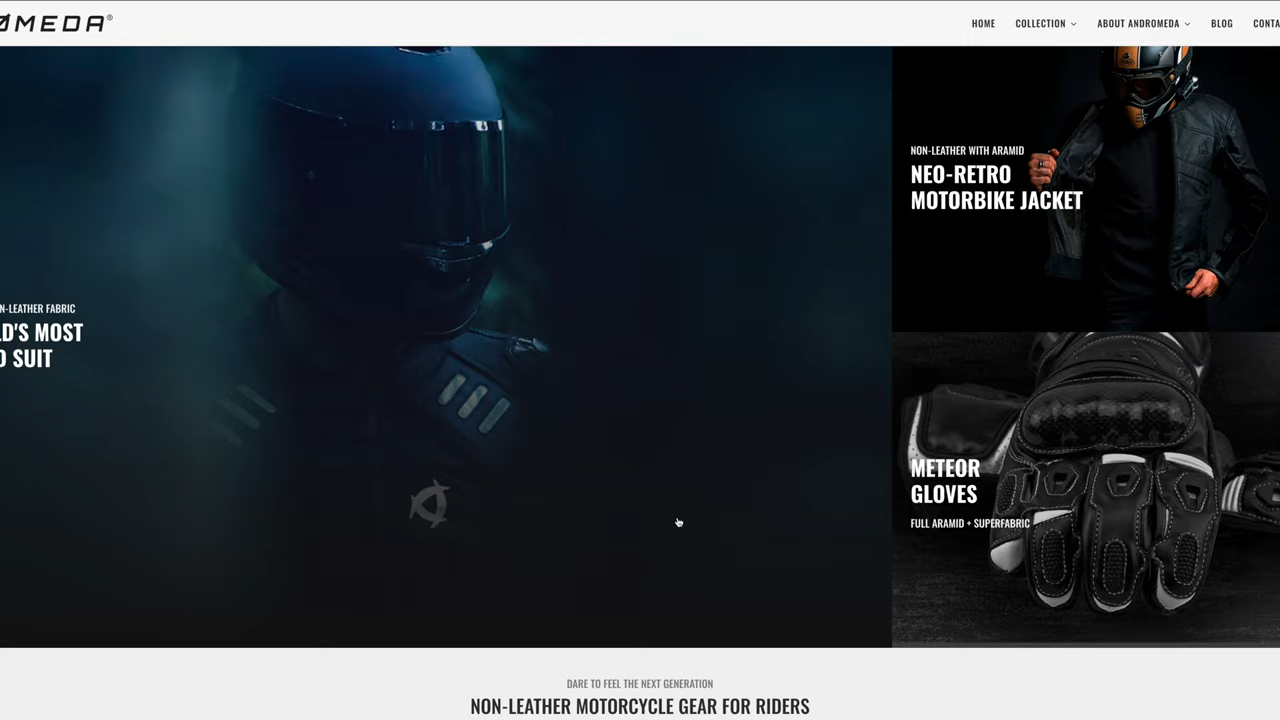 ØMEDA®
HOME
COLLECTION
ABOUT ANDROMEDA
BLOG
CONTA
NON-LEATHER WITH ARAMID
NEO-RETRO
MOTORBIKE JACKET
N-LEATHER FABRIC
LD'S MOST
D SUIT
METEOR
GLOVES
FULL ARAMID + SUPERFABRIC
DARE TO FEEL THE NEXT GENERATION
NON-LEATHER MOTORCYCLE GEAR FOR RIDERS